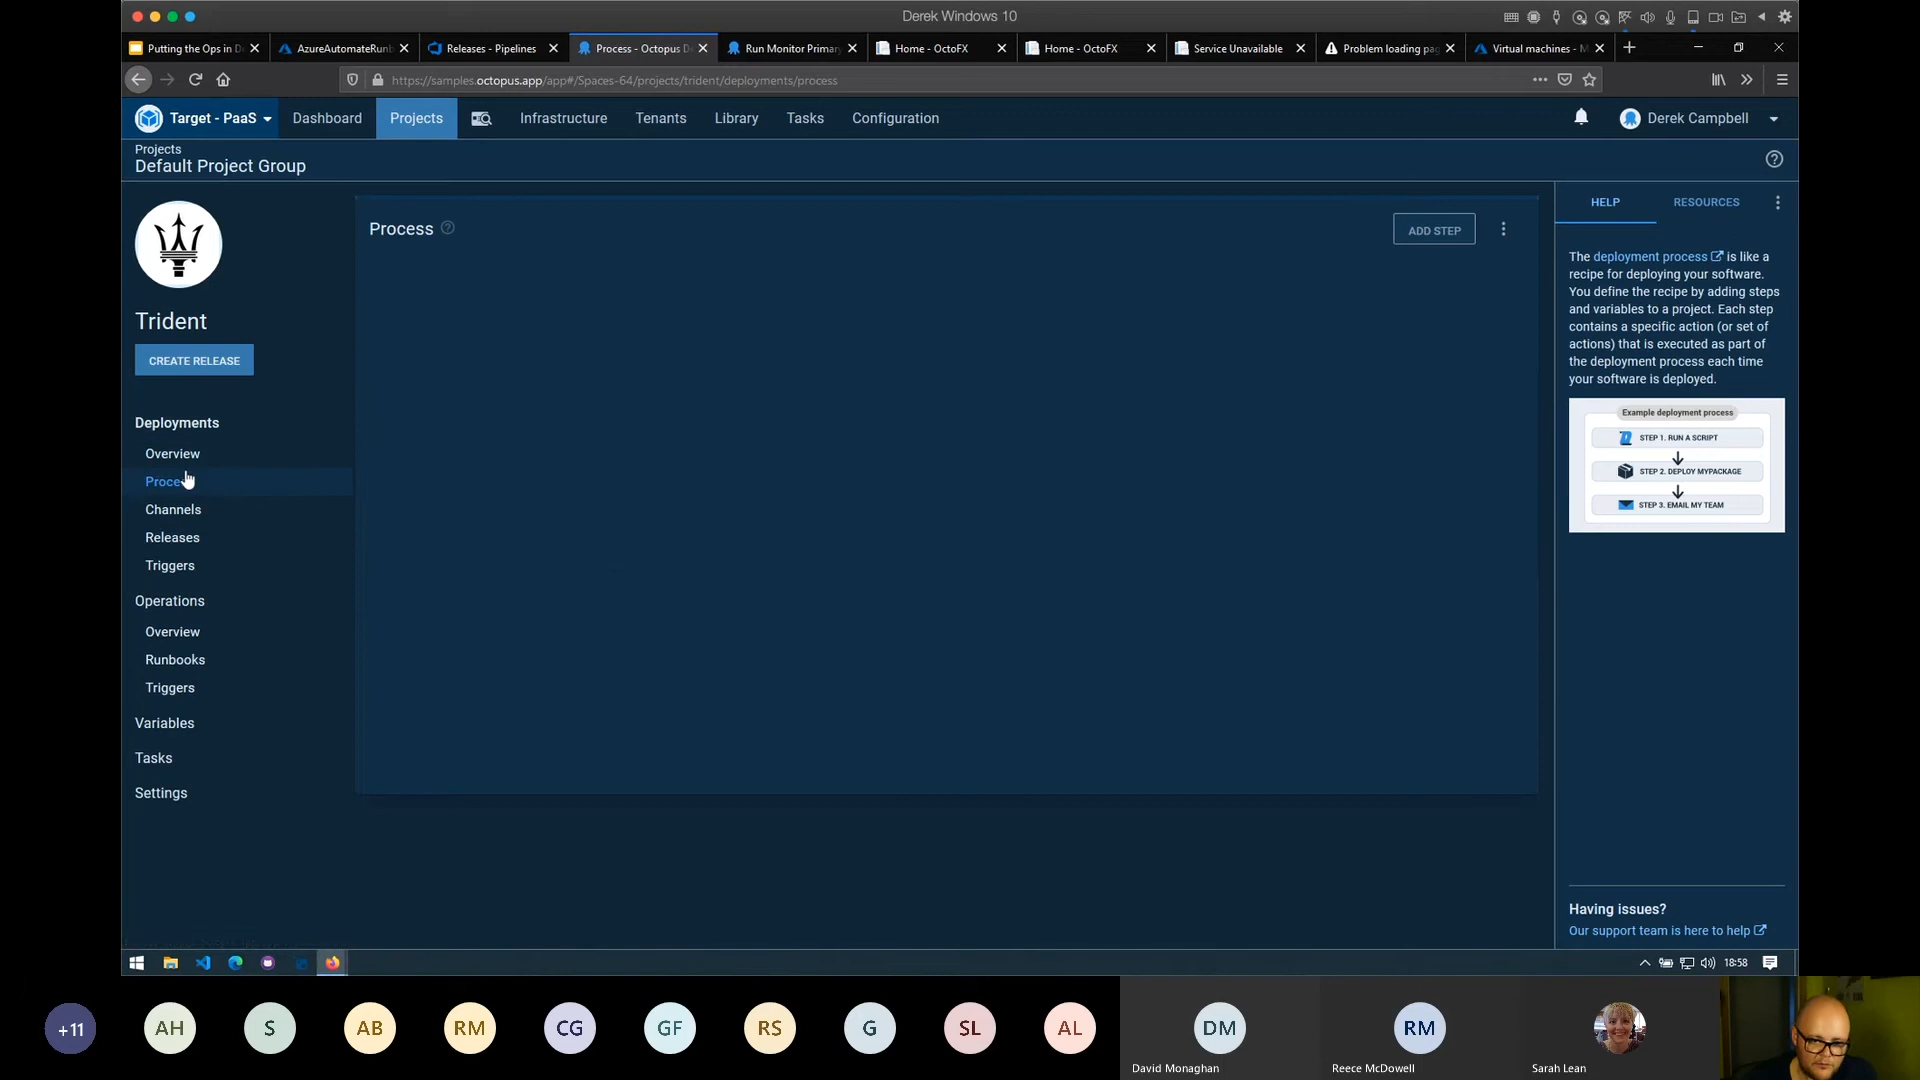 Derek Windows 10
Putting the Ops in D
AzureAutomateRunb
Releases - Pipelines
Process - Octopus D
Run Monitor Primary
Home - OctoFX
Home - OctoFX
Service Unavailable
Problem loading pag
Virtual machines - M
https://samples.octopus.app/app#/Spaces-64/projects/trident/deployments/process
Target - PaaS
Dashboard
Projects
Infrastructure
Tenants
Library
Tasks
Configuration
Derek Campbell
Projects
Default Project Group
Trident
CREATE RELEASE
Deployments
Overview
Proce
Channels
Releases
Triggers
Operations
Overview
Runbooks
Triggers
Variables
Tasks
Settings
Process
ADD STEP
HELP
RESOURCES
The deployment process is like a
recipe for deploying your software.
You define the recipe by adding steps
and variables to a project. Each step
contains a specific action (or set of
actions) that is executed as part of
the deployment process each time
your software is deployed.
Example deployment process
STEP 1. RUN A SCRIPT
STEP 2. DEPLOY MYPACKAGE
STEP 3. EMAIL MY TEAM
Having issues?
Our support team is here to help
18:58
+11
AH
S
AB
RM
CG
GF
RS
G
SL
AL
DM
RM
David Monaghan
Reece McDowell
Sarah Lean